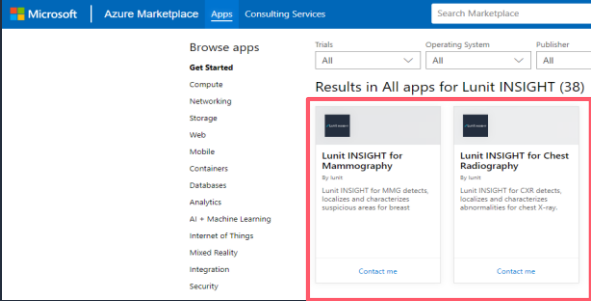 Microsoft Azure Marketplace Apps Consulting Services Search Marketplace
Browse apps
Get Started
Compute
Networking
Storage
Web
Mobile
Containers
Databases
Analytics
AI + Machine Learning
Internet of Things
Mixed Reality
Integration
Security
Trials Operating System Publisher
All All All
Results in All apps for Lunit INSIGHT (38)
Lunit INSIGHT for
Mammography
By lunit
Lunit INSIGHT for MMG detects,
localizes and characterizes
suspicious areas for breast
Contact me
Lunit INSIGHT for Chest
Radiography
By lunit
Lunit INSIGHT for CXR detects,
localizes and characterizes
abnormalities for chest X-ray.
Contact me